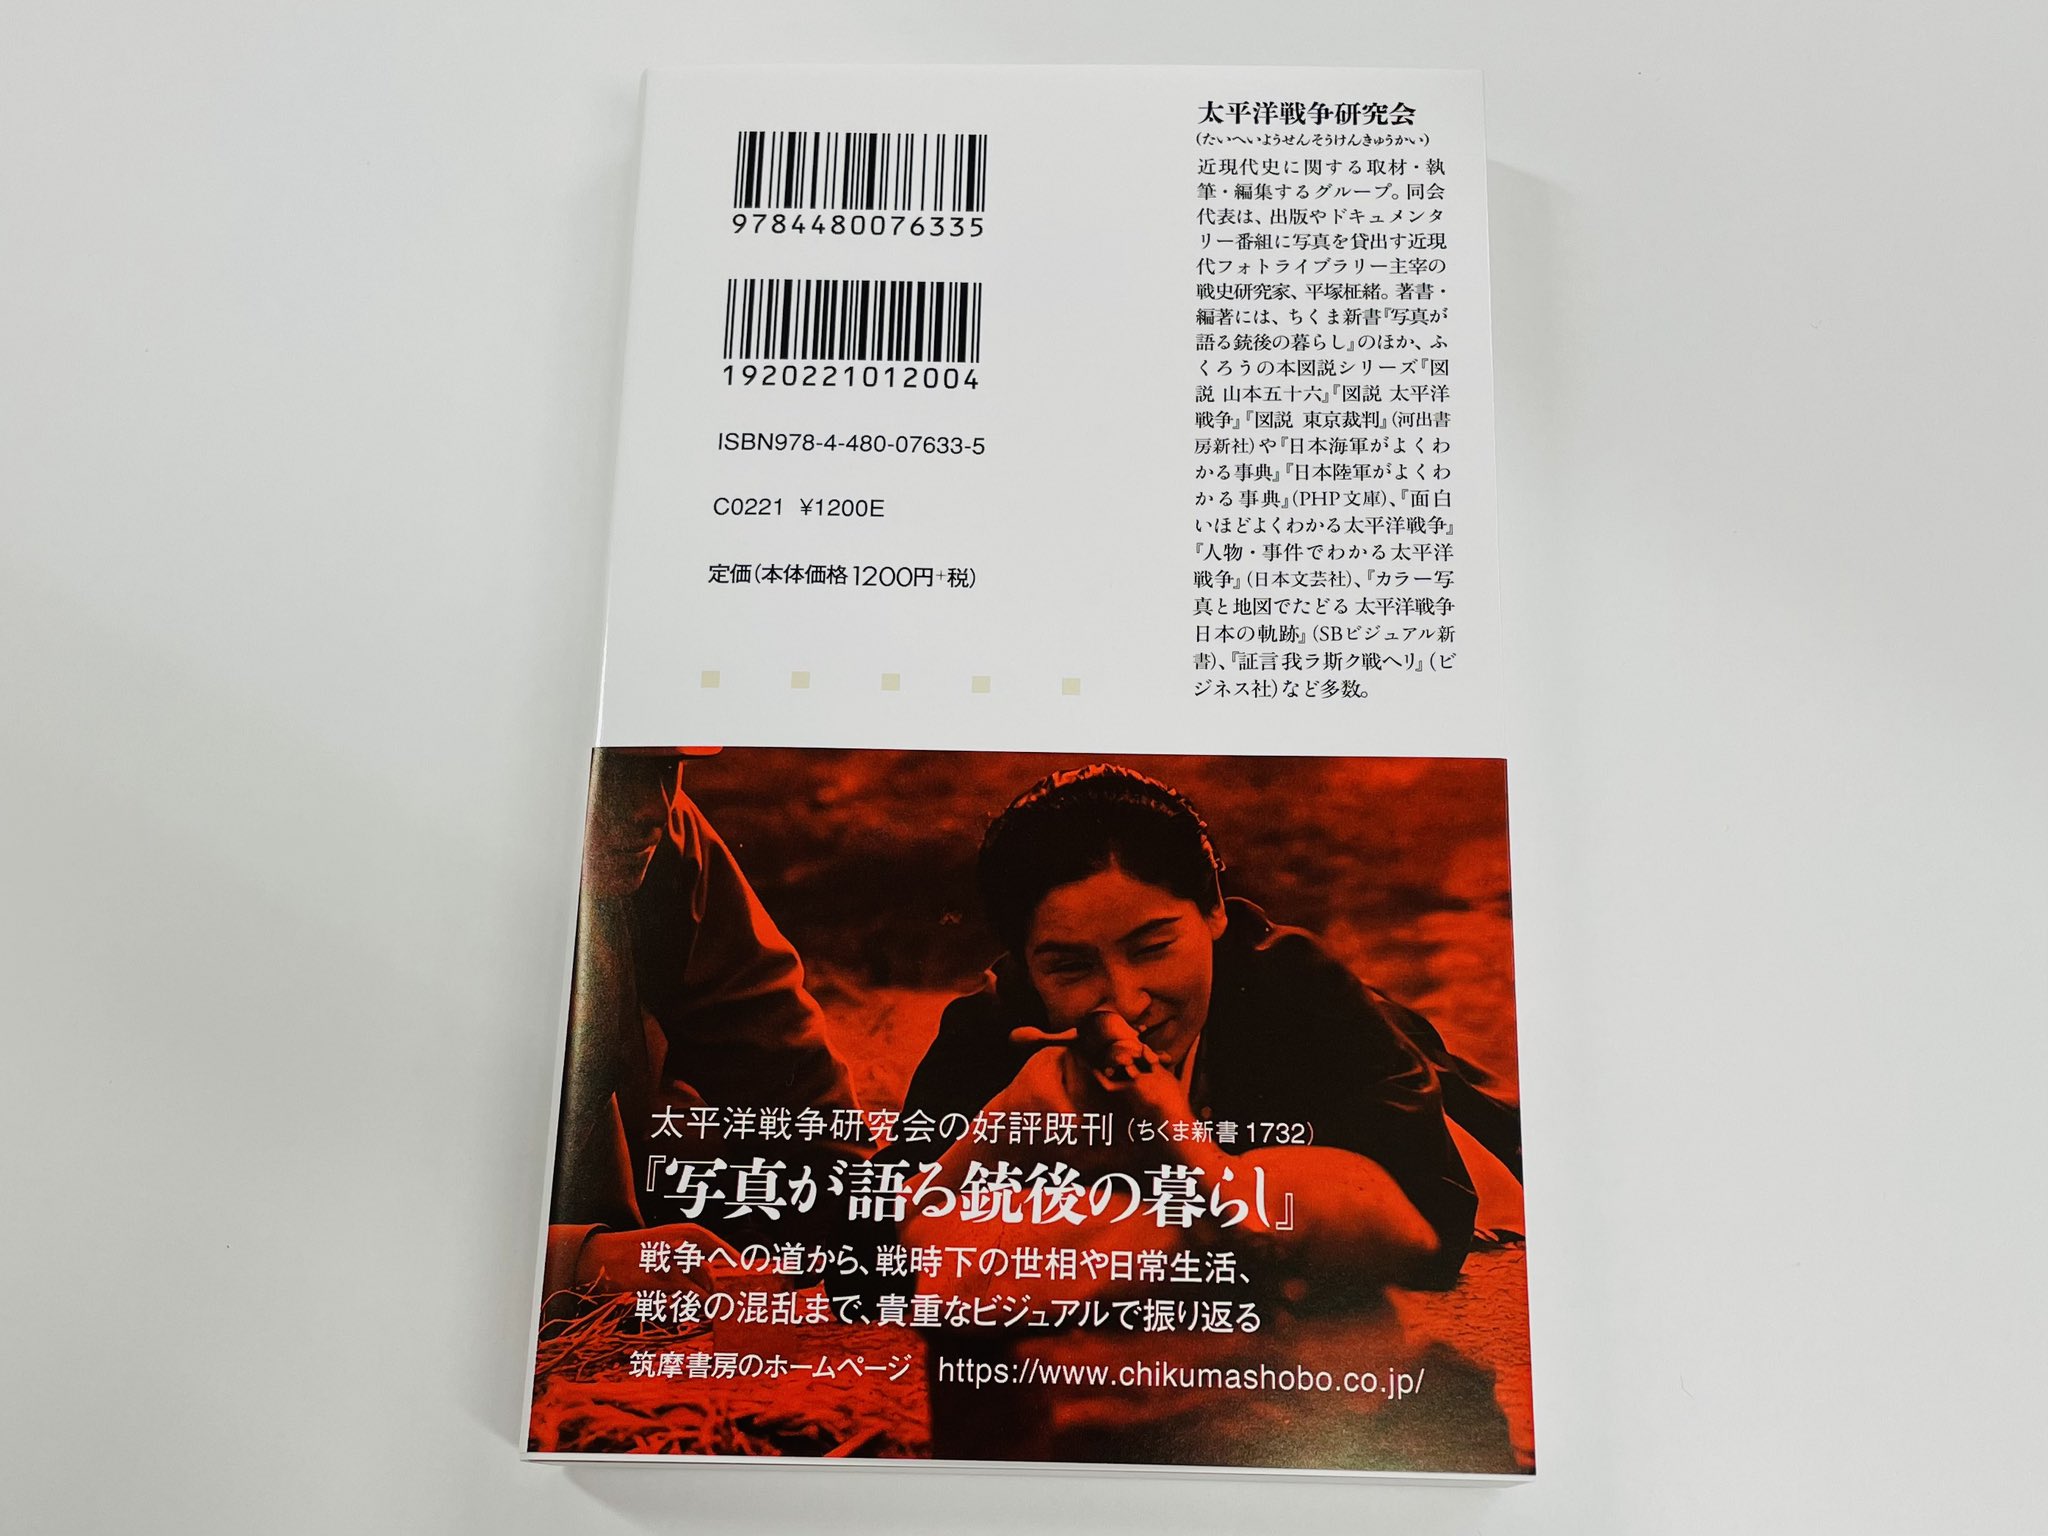 9784480076335
1920221012004
ISBN978-4-480-07633-5
C0221 ¥1200E
定価(本体価格1200円+税)
太平洋戦争研究会
(たいへいようせんそうけんきゅうかい)
近現代史に関する取材・執
筆・編集するグループ。同会
代表は、出版やドキュメンタ
リー番組に写真を貸出す近現
代フォトライブラリー主宰の
戦史研究家、平塚柾緒。著書・
編著には、ちくま新書『写真が
語る銃後の暮らし』のほか、ふ
くろうの本図説シリーズ『図
説 山本五十六』『図説 太平洋
戦争』『図説 東京裁判』(河出書
房新社)や『日本海軍がよくわ
かる事典』『日本陸軍がよくわ
かる事典』(PHP文庫)、『面白
いほどよくわかる太平洋戦争』
『人物・事件でわかる太平洋
戦争』(日本文芸社)、『カラー写
真と地図でたどる 太平洋戦争
日本の軌跡』(SBビジュアル新
書)、『証言 我ラ斯ク戦ヘリ』(ビ
ジネス社)など多数。
太平洋戦争研究会の好評既刊(ちくま新書 1732)
『写真が語る銃後の暮らし』
戦争への道から、戦時下の世相や日常生活、
戦後の混乱まで、貴重なビジュアルで振り返る
筑摩書房のホームページ https://www.chikumashobo.co.jp/